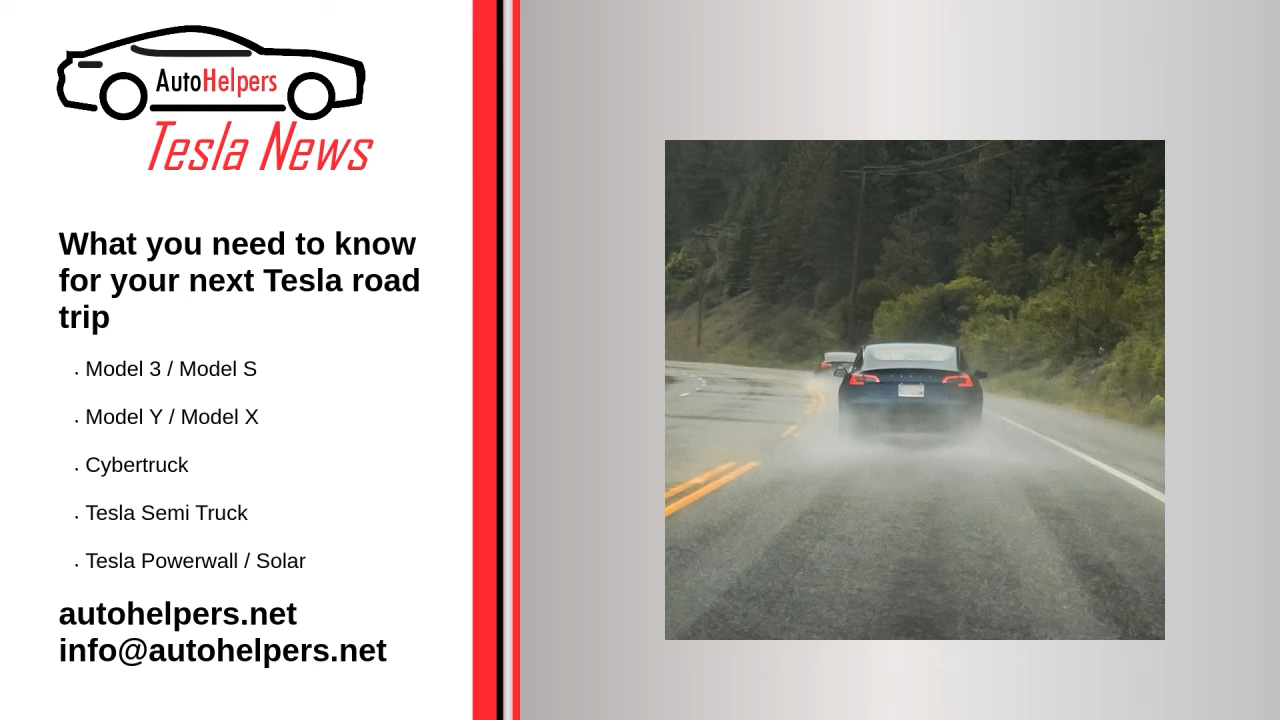 AutoHelpers
Tesla News
What you need to know
for your next Tesla road
trip
. Model 3 / Model S
. Model Y / Model X
. Cybertruck
. Tesla Semi Truck
. Tesla Powerwall / Solar
autohelpers.net
info@autohelpers.net